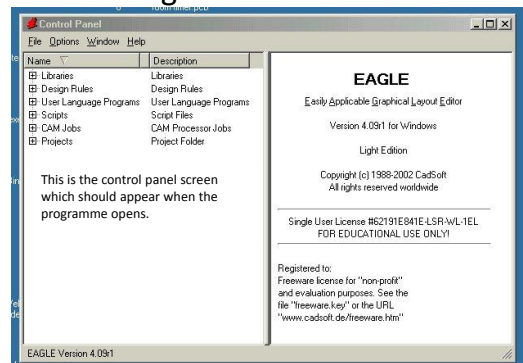 room timer.pcb
Control Panel
File Options Window Help
Name Description
Libraries Libraries
Design Rules Design Rules
User Language Programs User Language Programs
Scripts Script Files
CAM Jobs CAM Processor Jobs
Projects Project Folder
This is the control panel screen
which should appear when the
programme opens.
EAGLE
Easily Applicable Graphical Layout Editor
Version 4.09r1 for Windows
Light Edition
Copyright (c) 1988-2002 CadSoft
All rights reserved worldwide
Single User License #62191E841E-LSR-WL-1EL
FOR EDUCATIONAL USE ONLY!
Registered to:
Freeware license for "non-profit"
and evaluation purposes. See the
file "freeware.key" or the URL
"www.cadsoft.de/freeware.htm"
EAGLE Version 4.09r1